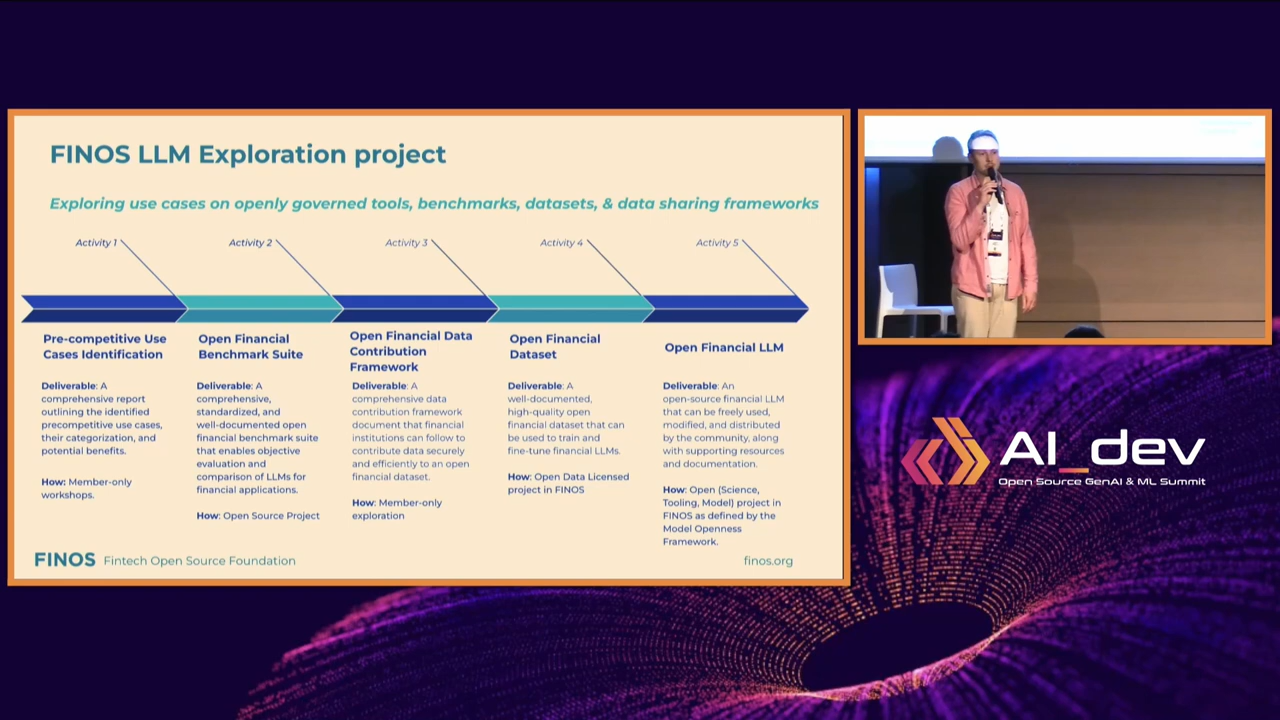 FINOS LLM Exploration project
Exploring use cases on openly governed tools, benchmarks, datasets, & data sharing frameworks
Activity 1
Activity 2
Activity 3
Activity 4
Activity 5
Pre-competitive Use
Cases Identification
Deliverable: A
comprehensive report
outlining the identified
precompetitive use cases,
their categorization, and
potential benefits.
How: Member-only
workshops.
Open Financial
Benchmark Suite
Deliverable: A
comprehensive,
standardized, and
well-documented open
financial benchmark suite
that enables objective
evaluation and
comparison of LLMs for
financial applications.
How: Open Source Project
Open Financial Data
Contribution
Framework
Deliverable: A
comprehensive data
contribution framework
document that financial
institutions can follow to
contribute data securely
and efficiently to an open
financial dataset.
How: Member-only
exploration
Open Financial
Dataset
Deliverable: A
well-documented,
high-quality open
financial dataset that can
be used to train and
fine-tune financial LLMs.
How: Open Data Licensed
project in FINOS
Open Financial LLM
Deliverable: An
open-source financial LLM
that can be freely used,
modified, and distributed
by the community, along
with supporting resources
and documentation.
How: Open (Science,
Tooling, Model) project in
FINOS as defined by the
Model Openness
Framework.
FINOS Fintech Open Source Foundation
finos.org
AI_dev
Open Source GenAI & ML Summit